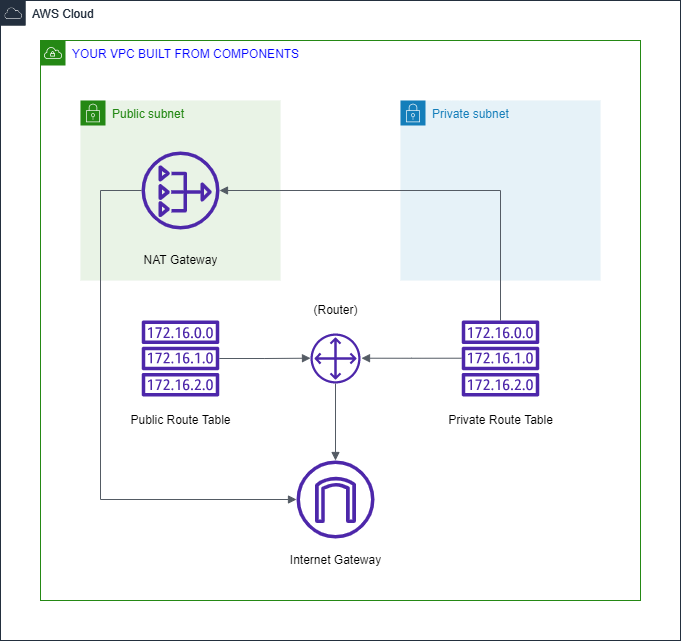 AWS Cloud
YOUR VPC BUILT FROM COMPONENTS
Public subnet
Private subnet
NAT Gateway
(Router)
172.16.0.0
172.16.1.0
172.16.2.0
172.16.0.0
172.16.1.0
172.16.2.0
Public Route Table
Private Route Table
Internet Gateway